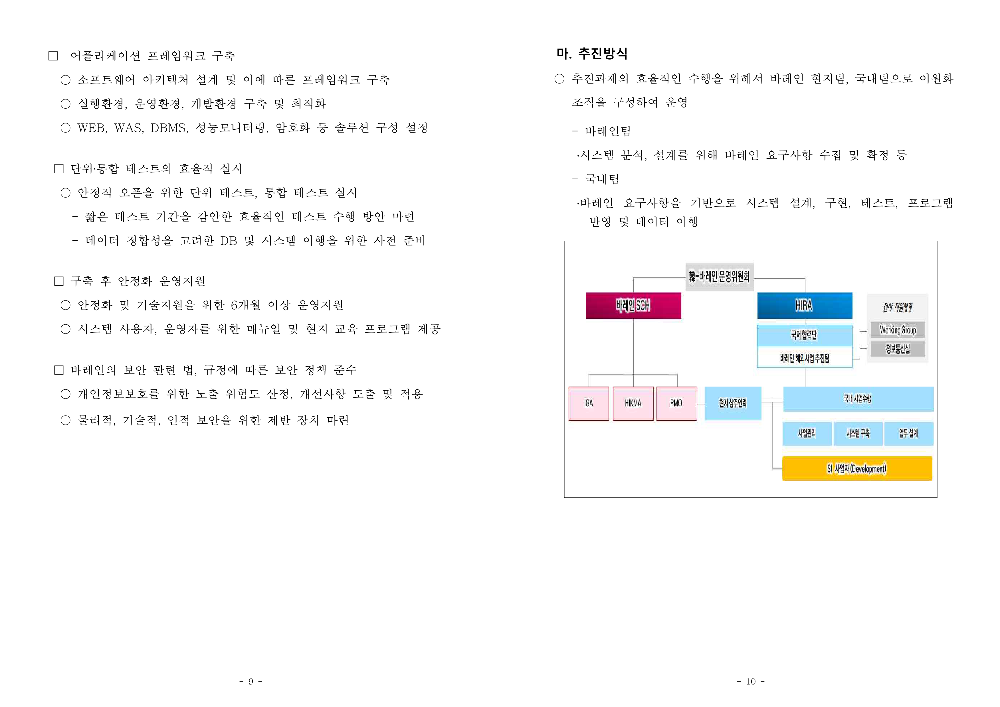 □ 어플리케이션 프레임워크 구축
○ 소프트웨어 아키텍처 설계 및 이에 따른 프레임워크 구축
○ 실행환경, 운영환경, 개발환경 구축 및 최적화
○ WEB, WAS, DBMS, 성능모니터링, 암호화 등 솔루션 구성 설정
□ 단위·통합 테스트의 효율적 실시
○ 안정적 오픈을 위한 단위 테스트, 통합 테스트 실시
- 짧은 테스트 기간을 감안한 효율적인 테스트 수행 방안 마련
- 데이터 정합성을 고려한 DB 및 시스템 이행을 위한 사전 준비
□ 구축 후 안정화 운영지원
○ 안정화 및 기술지원을 위한 6개월 이상 운영지원
○ 시스템 사용자, 운영자를 위한 매뉴얼 및 현지 교육 프로그램 제공
□ 바레인의 보안 관련 법, 규정에 따른 보안 정책 준수
○ 개인정보보호를 위한 노출 위험도 산정, 개선사항 도출 및 적용
○ 물리적, 기술적, 인적 보안을 위한 제반 장치 마련
- 9 -
마. 추진방식
○ 추진과제의 효율적인 수행을 위해서 바레인 현지팀, 국내팀으로 이원화
조직을 구성하여 운영
- 바레인팀
·시스템 분석, 설계를 위해 바레인 요구사항 수집 및 확정 등
- 국내팀
·바레인 요구사항을 기반으로 시스템 설계, 구현, 테스트, 프로그램
반영 및 데이터 이행
韓-바레인 운영위원회
바레인 SCH
HIRA
전사 지원체계
국제협력단
Working Group
바레인 해외사업 추진팀
정보통신실
IGA
HIKMA
PMO
현지 상주인력
국내 사업수행
사업관리
시스템 구축
업무 설계
SI 사업자 (Development)
- 10 -